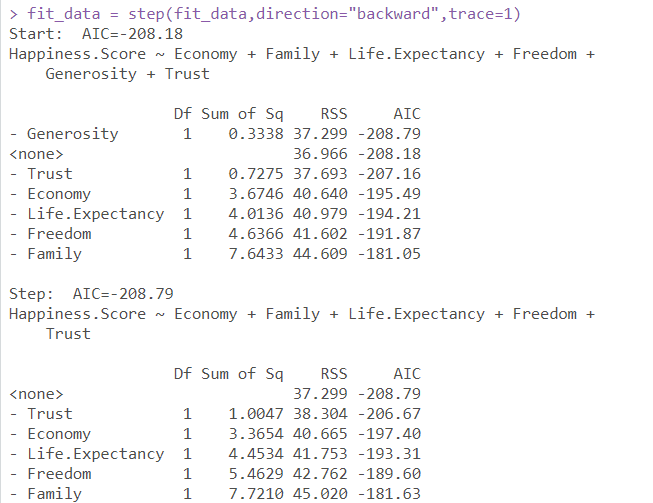 > fit_data = step(fit_data,direction="backward",trace=1)
Start:  AIC=-208.18
Happiness.Score ~ Economy + Family + Life.Expectancy + Freedom +
    Generosity + Trust

                  Df Sum of Sq    RSS     AIC
- Generosity       1    0.3338 37.299 -208.79
<none>                         36.966 -208.18
- Trust            1    0.7275 37.693 -207.16
- Economy          1    3.6746 40.640 -195.49
- Life.Expectancy  1    4.0136 40.979 -194.21
- Freedom          1    4.6366 41.602 -191.87
- Family           1    7.6433 44.609 -181.05

Step:  AIC=-208.79
Happiness.Score ~ Economy + Family + Life.Expectancy + Freedom +
    Trust

                  Df Sum of Sq    RSS     AIC
<none>                         37.299 -208.79
- Trust            1    1.0047 38.304 -206.67
- Economy          1    3.3654 40.665 -197.40
- Life.Expectancy  1    4.4534 41.753 -193.31
- Freedom          1    5.4629 42.762 -189.60
- Family           1    7.7210 45.020 -181.63